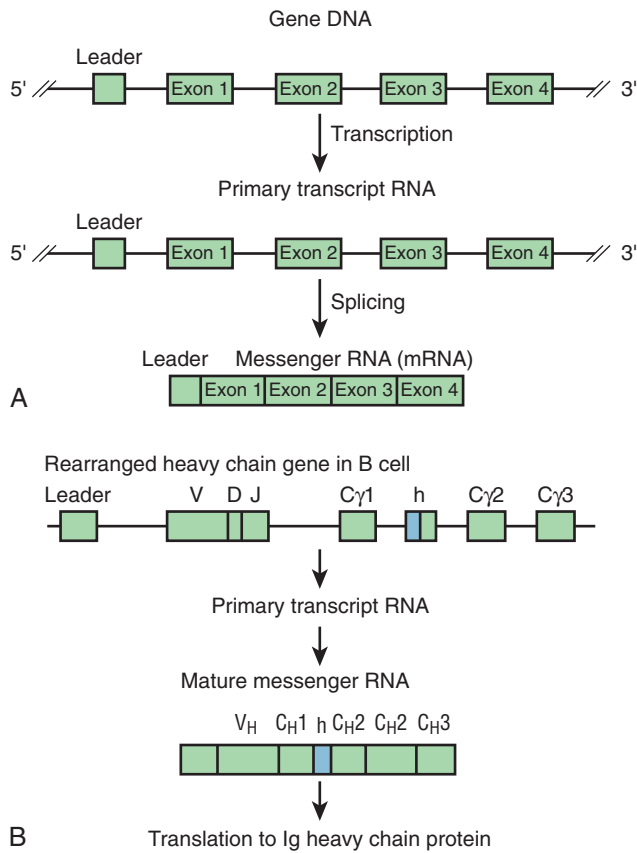 Gene DNA
Leader
5' Exon 1 Exon 2 Exon 3 Exon 4 3'
Transcription
Primary transcript RNA
Leader
5' Exon 1 Exon 2 Exon 3 Exon 4 3'
Splicing
Leader Messenger RNA (mRNA)
Exon 1 Exon 2 Exon 3 Exon 4
A
Rearranged heavy chain gene in B cell
Leader V D J Cγ1 h Cγ2 Cγ3
Primary transcript RNA
Mature messenger RNA
VH CH1 h CH2 CH2 CH3
B Translation to Ig heavy chain protein